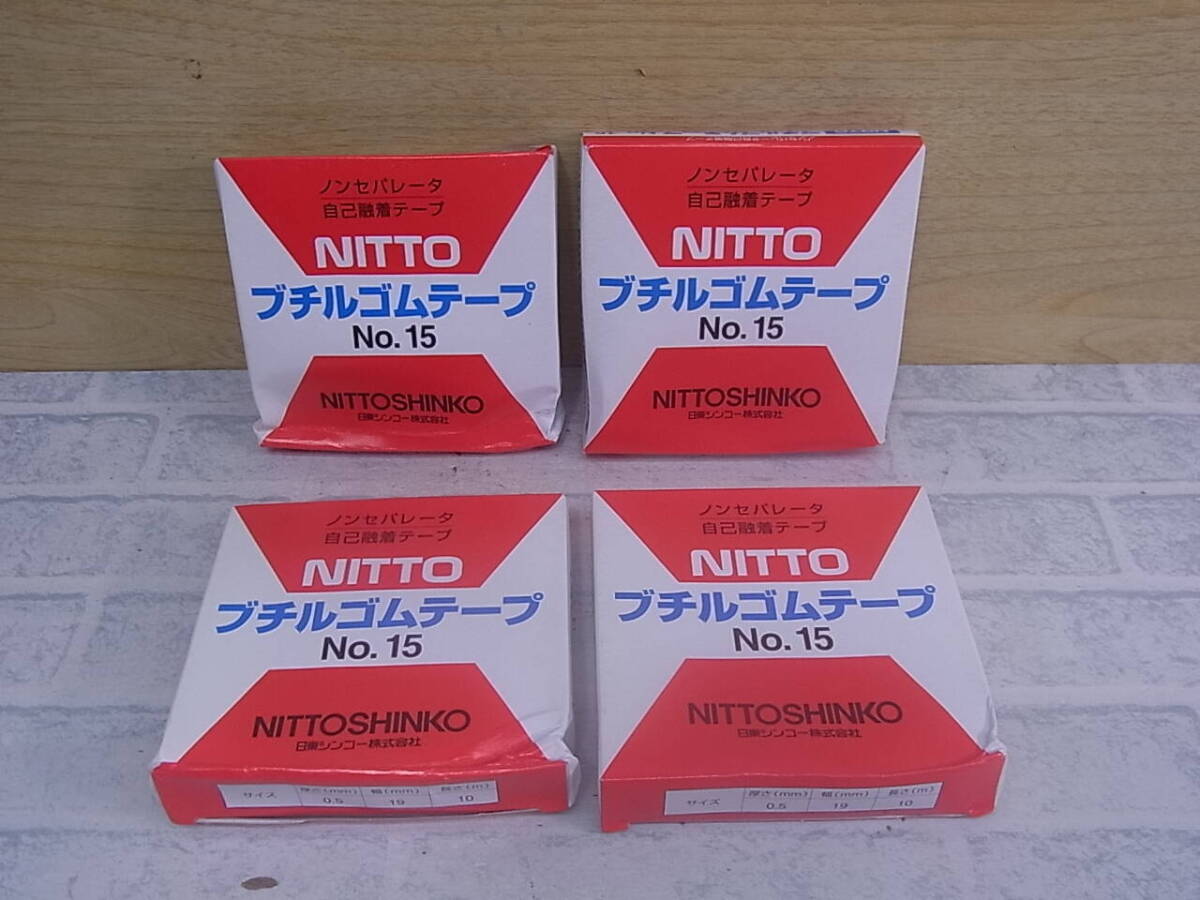 ノンセパレータ
自己融着テープ
NITTO
ブチルゴムテープ
No.15
NITTOSHINKO
日東シンコー株式会社
ノンセパレータ
自己融着テープ
NITTO
ブチルゴムテープ
No.15
NITTOSHINKO
日東シンコー株式会社
ノンセパレータ
自己融着テープ
NITTO
ブチルゴムテープ
No.15
NITTOSHINKO
日東シンコー株式会社
サイズ 厚さ(mm) 幅(mm) 長さ(m)
0.5 19 10
ノンセパレータ
自己融着テープ
NITTO
ブチルゴムテープ
No.15
NITTOSHINKO
日東シンコー株式会社
サイズ 厚さ(mm) 幅(mm) 長さ(m)
0.5 19 10